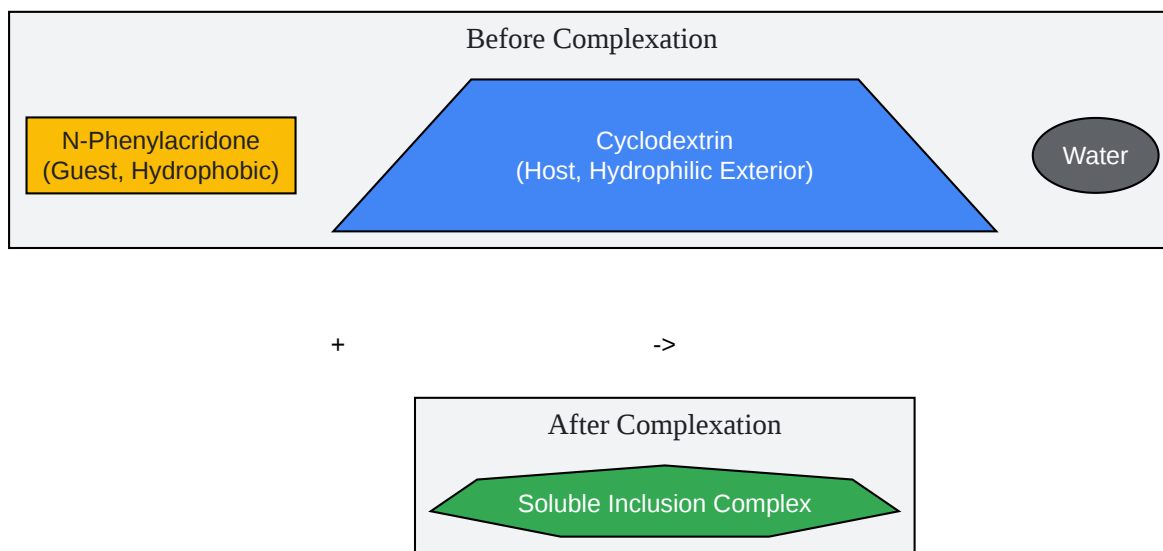 Before Complexation
N-Phenylacridone
(Guest, Hydrophobic)
Cyclodextrin
(Host, Hydrophilic Exterior)
Water
+
->
After Complexation
Soluble Inclusion Complex